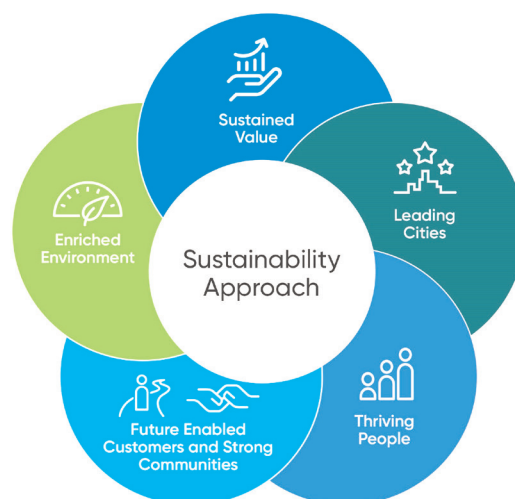 Sustained
Value
Leading
Cities
Enriched
Environment
Sustainability
Approach
Thriving
People
Future Enabled
Customers and Strong
Communities